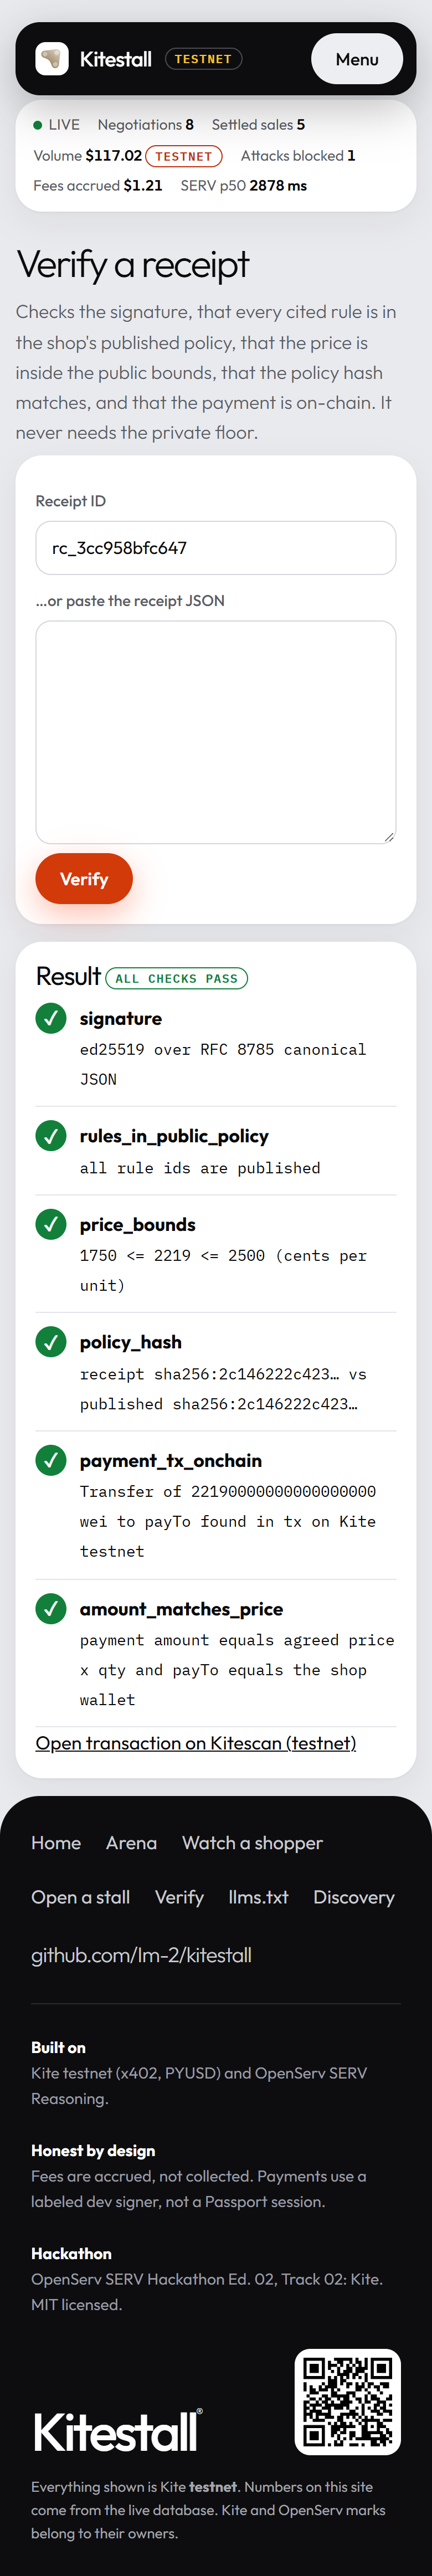 Kitestall TESTNET Menu
LIVE Negotiations 8 Settled sales 5
Volume $117.02 TESTNET Attacks blocked 1
Fees accrued $1.21 SERV p50 2878 ms
Verify a receipt
Checks the signature, that every cited rule is in
the shop's published policy, that the price is
inside the public bounds, that the policy hash
matches, and that the payment is on-chain. It
never needs the private floor.
Receipt ID
rc_3cc958bfc647
…or paste the receipt JSON
Verify
Result ALL CHECKS PASS
signature
ed25519 over RFC 8785 canonical
JSON
rules_in_public_policy
all rule ids are published
price_bounds
1750 <= 2219 <= 2500 (cents per
unit)
policy_hash
receipt sha256:2c146222c423… vs
published sha256:2c146222c423…
payment_tx_onchain
Transfer of 22190000000000000000
wei to payTo found in tx on Kite
testnet
amount_matches_price
payment amount equals agreed price
x qty and payTo equals the shop
wallet
Open transaction on Kitescan (testnet)
Home Arena Watch a shopper
Open a stall Verify llms.txt Discovery
github.com/lm-2/kitestall
Built on
Kite testnet (x402, PYUSD) and OpenServ SERV
Reasoning.
Honest by design
Fees are accrued, not collected. Payments use a
labeled dev signer, not a Passport session.
Hackathon
OpenServ SERV Hackathon Ed. 02, Track 02: Kite.
MIT licensed.
Kitestall®
Everything shown is Kite testnet. Numbers on this site
come from the live database. Kite and OpenServ marks
belong to their owners.